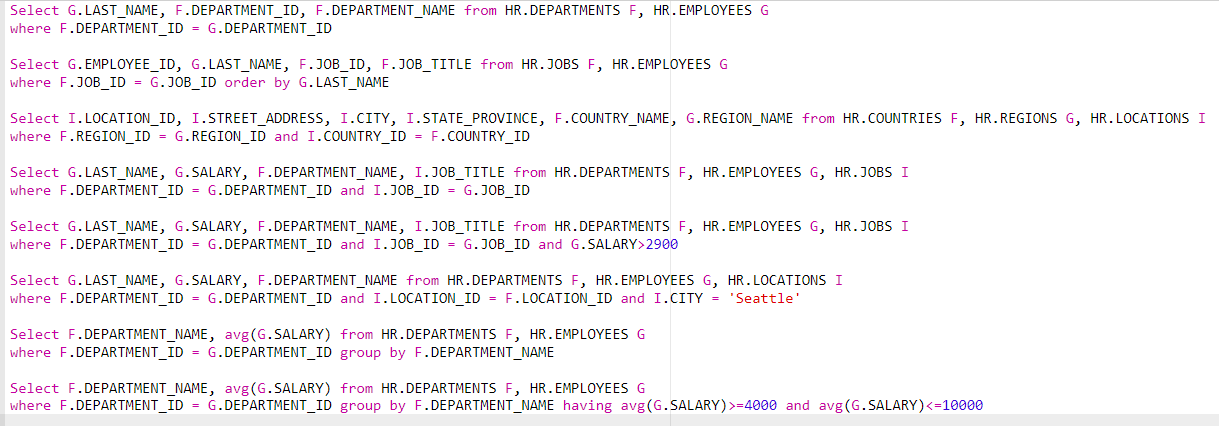 Select G.LAST_NAME, F.DEPARTMENT_ID, F.DEPARTMENT_NAME from HR.DEPARTMENTS F, HR.EMPLOYEES G
where F.DEPARTMENT_ID = G.DEPARTMENT_ID
Select G.EMPLOYEE_ID, G.LAST_NAME, F.JOB_ID, F.JOB_TITLE from HR.JOBS F, HR.EMPLOYEES G
where F.JOB_ID = G.JOB_ID order by G.LAST_NAME
Select I.LOCATION_ID, I.STREET_ADDRESS, I.CITY, I.STATE_PROVINCE, F.COUNTRY_NAME, G.REGION_NAME from HR.COUNTRIES F, HR.REGIONS G, HR.LOCATIONS I
where F.REGION_ID = G.REGION_ID and I.COUNTRY_ID = F.COUNTRY_ID
Select G.LAST_NAME, G.SALARY, F.DEPARTMENT_NAME, I.JOB_TITLE from HR.DEPARTMENTS F, HR.EMPLOYEES G, HR.JOBS I
where F.DEPARTMENT_ID = G.DEPARTMENT_ID and I.JOB_ID = G.JOB_ID
Select G.LAST_NAME, G.SALARY, F.DEPARTMENT_NAME, I.JOB_TITLE from HR.DEPARTMENTS F, HR.EMPLOYEES G, HR.JOBS I
where F.DEPARTMENT_ID = G.DEPARTMENT_ID and I.JOB_ID = G.JOB_ID and G.SALARY>2900
Select G.LAST_NAME, G.SALARY, F.DEPARTMENT_NAME from HR.DEPARTMENTS F, HR.EMPLOYEES G, HR.LOCATIONS I
where F.DEPARTMENT_ID = G.DEPARTMENT_ID and I.LOCATION_ID = F.LOCATION_ID and I.CITY = 'Seattle'
Select F.DEPARTMENT_NAME, avg(G.SALARY) from HR.DEPARTMENTS F, HR.EMPLOYEES G
where F.DEPARTMENT_ID = G.DEPARTMENT_ID group by F.DEPARTMENT_NAME
Select F.DEPARTMENT_NAME, avg(G.SALARY) from HR.DEPARTMENTS F, HR.EMPLOYEES G
where F.DEPARTMENT_ID = G.DEPARTMENT_ID group by F.DEPARTMENT_NAME having avg(G.SALARY)>=4000 and avg(G.SALARY)<=10000